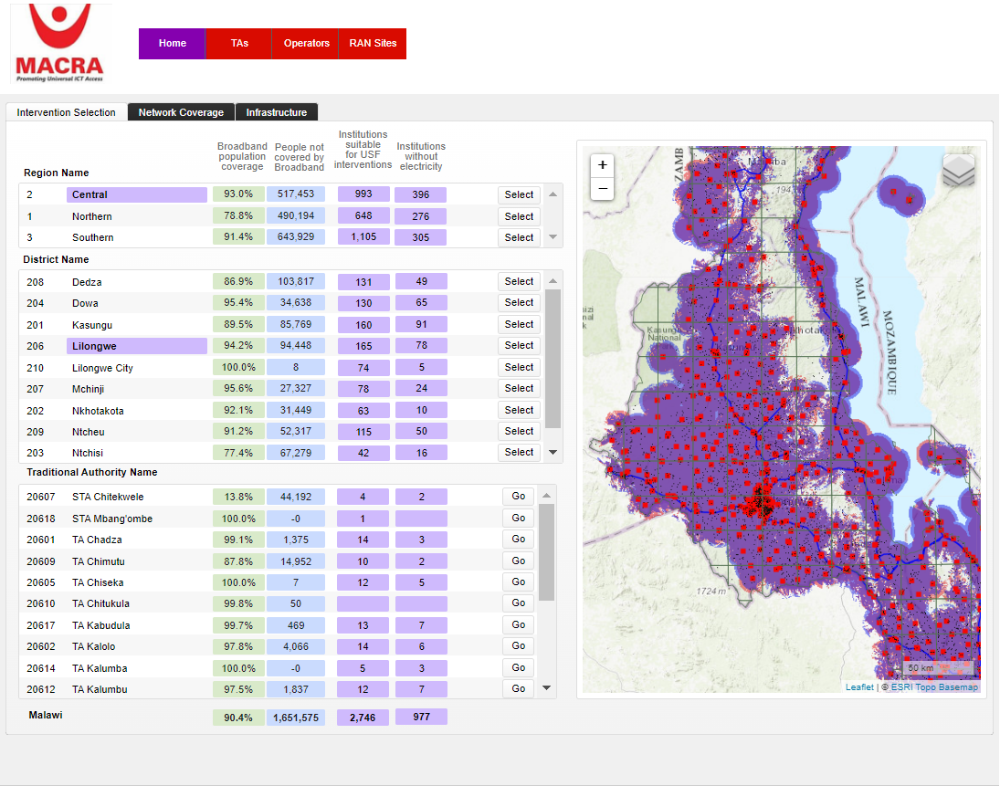 MACRA
Promoting Universal ICT Access
Home TAs Operators RAN Sites
Intervention Selection Network Coverage Infrastructure
Region Name
Broadband population coverage
People not covered by Broadband
Institutions suitable for USF interventions
Institutions without electricity
2 Central 93.0% 517,453 993 396 Select
1 Northern 78.8% 490,194 648 276 Select
3 Southern 91.4% 643,929 1,105 305 Select
District Name
208 Dedza 86.9% 103,817 131 49 Select
204 Dowa 95.4% 34,638 130 65 Select
201 Kasungu 89.5% 85,769 160 91 Select
206 Lilongwe 94.2% 94,448 165 78 Select
210 Lilongwe City 100.0% 8 74 5 Select
207 Mchinji 95.6% 27,327 78 24 Select
202 Nkhotakota 92.1% 31,449 63 10 Select
209 Ntcheu 91.2% 52,317 115 50 Select
203 Ntchisi 77.4% 67,279 42 16 Select
Traditional Authority Name
20607 STA Chitekwele 13.8% 44,192 4 2 Go
20618 STA Mbang'ombe 100.0% -0 1 Go
20601 TA Chadza 99.1% 1,375 14 3 Go
20609 TA Chimutu 87.8% 14,952 10 2 Go
20605 TA Chiseka 100.0% 7 12 5 Go
20610 TA Chitukula 99.8% 50 Go
20617 TA Kabudula 99.7% 469 13 7 Go
20602 TA Kalolo 97.8% 4,066 14 6 Go
20614 TA Kalumba 100.0% -0 5 3 Go
20612 TA Kalumbu 97.5% 1,837 12 7 Go
Malawi 90.4% 1,651,575 2,746 977
+
−
MALAWI
MOZAMBIQUE
National
1724 m
50 km
Leaflet | © ESRI Topo Basemap